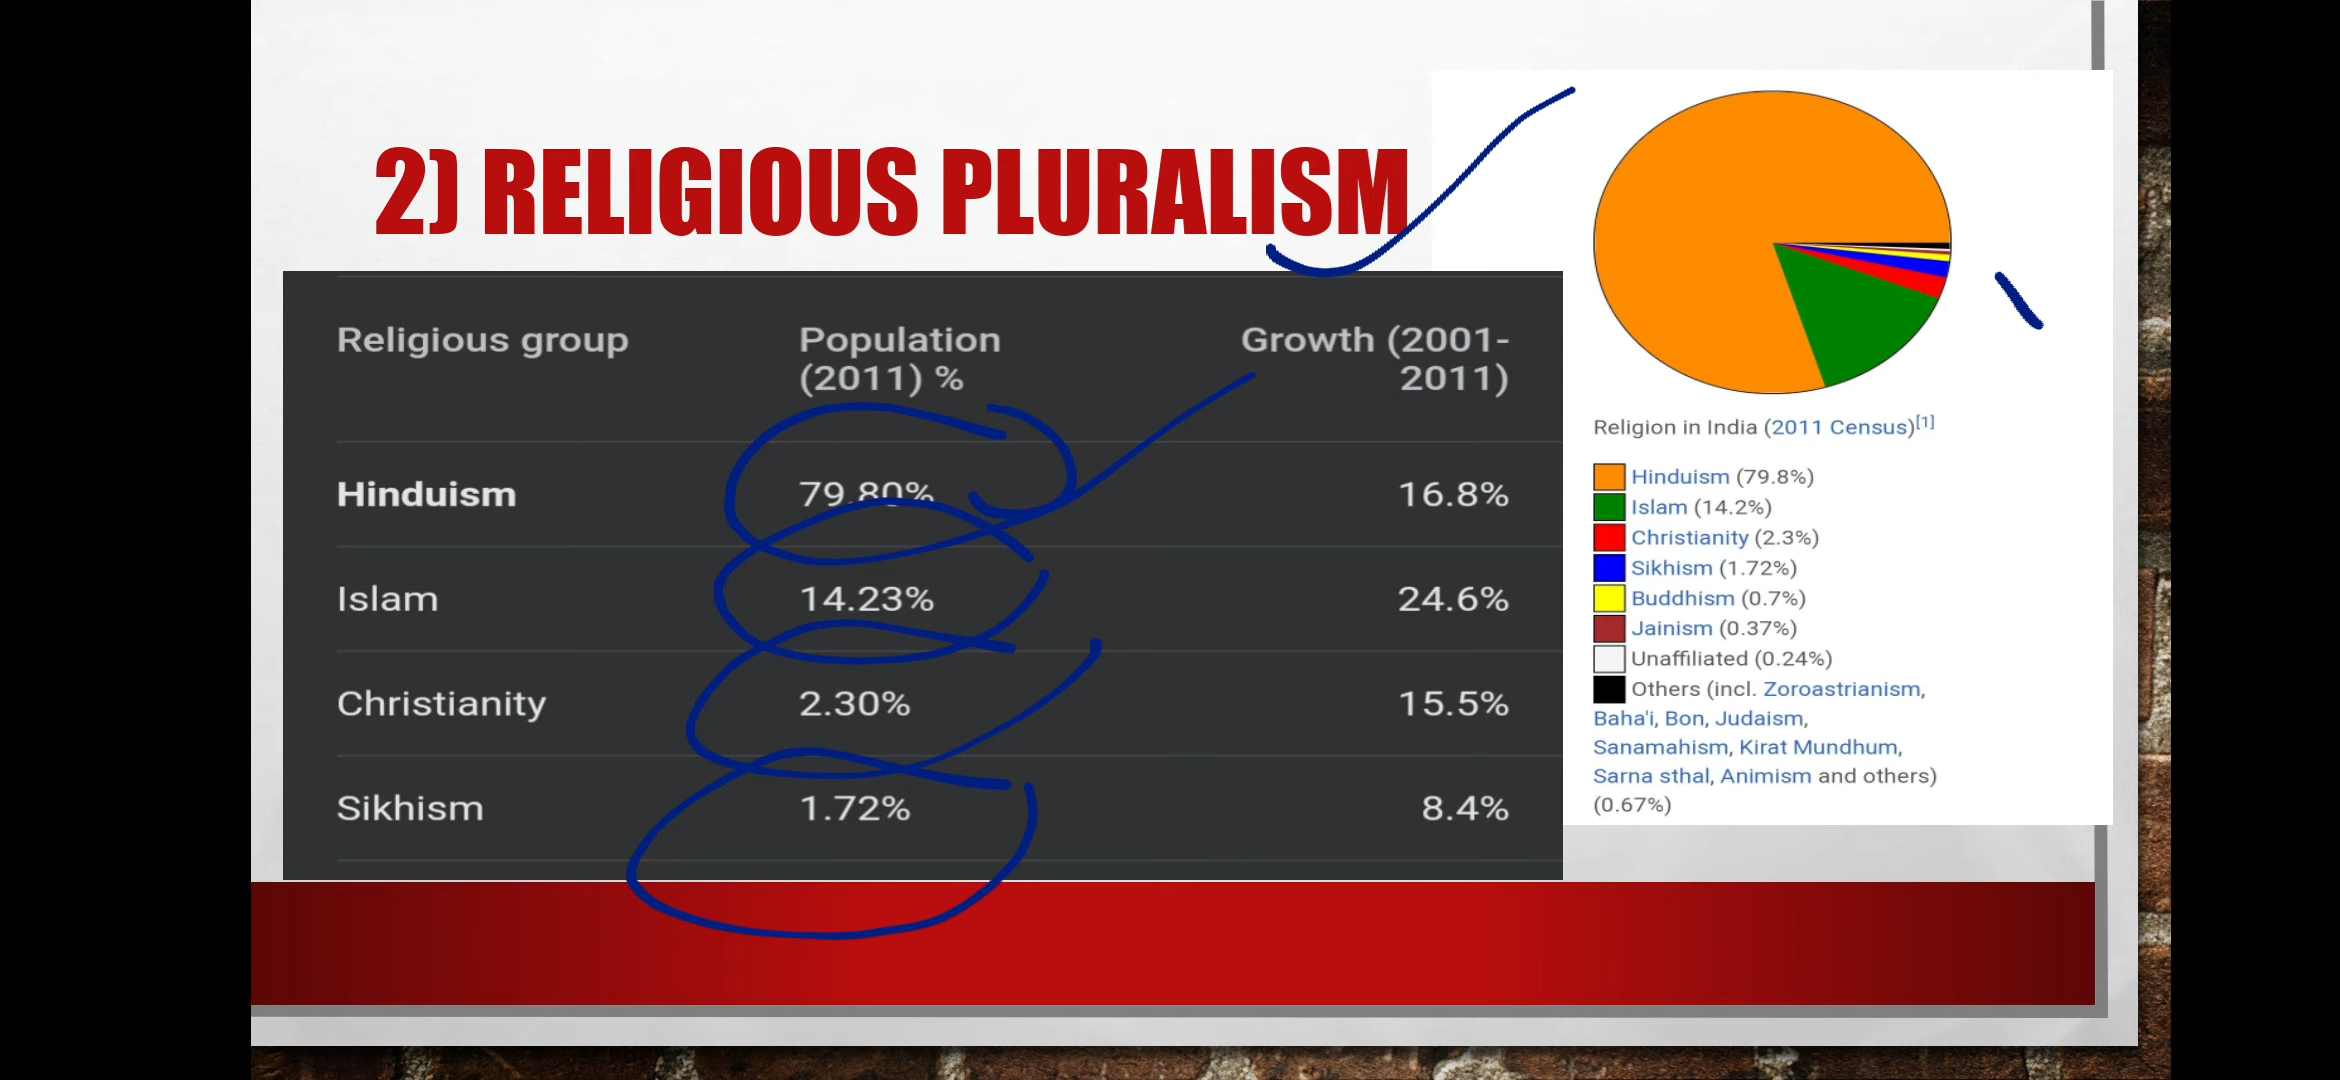 2) RELIGIOUS PLURALISM
Religious group Population (2011) % Growth (2001-2011)
Hinduism 79.80% 16.8%
Islam 14.23% 24.6%
Christianity 2.30% 15.5%
Sikhism 1.72% 8.4%
Religion in India (2011 Census)[1]
Hinduism (79.8%)
Islam (14.2%)
Christianity (2.3%)
Sikhism (1.72%)
Buddhism (0.7%)
Jainism (0.37%)
Unaffiliated (0.24%)
Others (incl. Zoroastrianism,
Baha'i, Bon, Judaism,
Sanamahism, Kirat Mundhum,
Sarna sthal, Animism and others)
(0.67%)